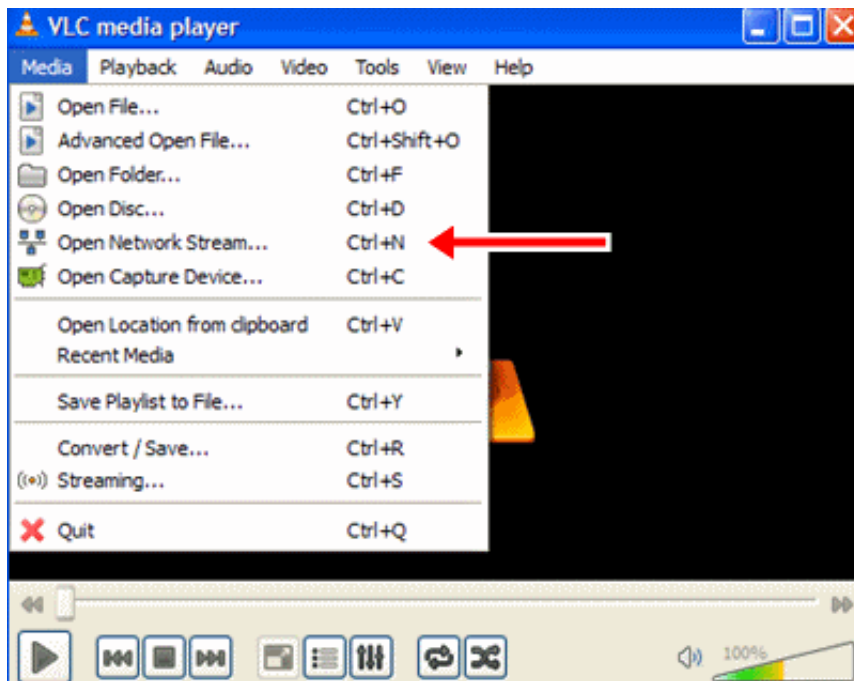 VLC media player
Media Playback Audio Video Tools View Help
Open File... Ctrl+O
Advanced Open File... Ctrl+Shift+O
Open Folder... Ctrl+F
Open Disc... Ctrl+D
Open Network Stream... Ctrl+N
Open Capture Device... Ctrl+C
Open Location from clipboard Ctrl+V
Recent Media
Save Playlist to File... Ctrl+Y
Convert / Save... Ctrl+R
Streaming... Ctrl+S
Quit Ctrl+Q
100%